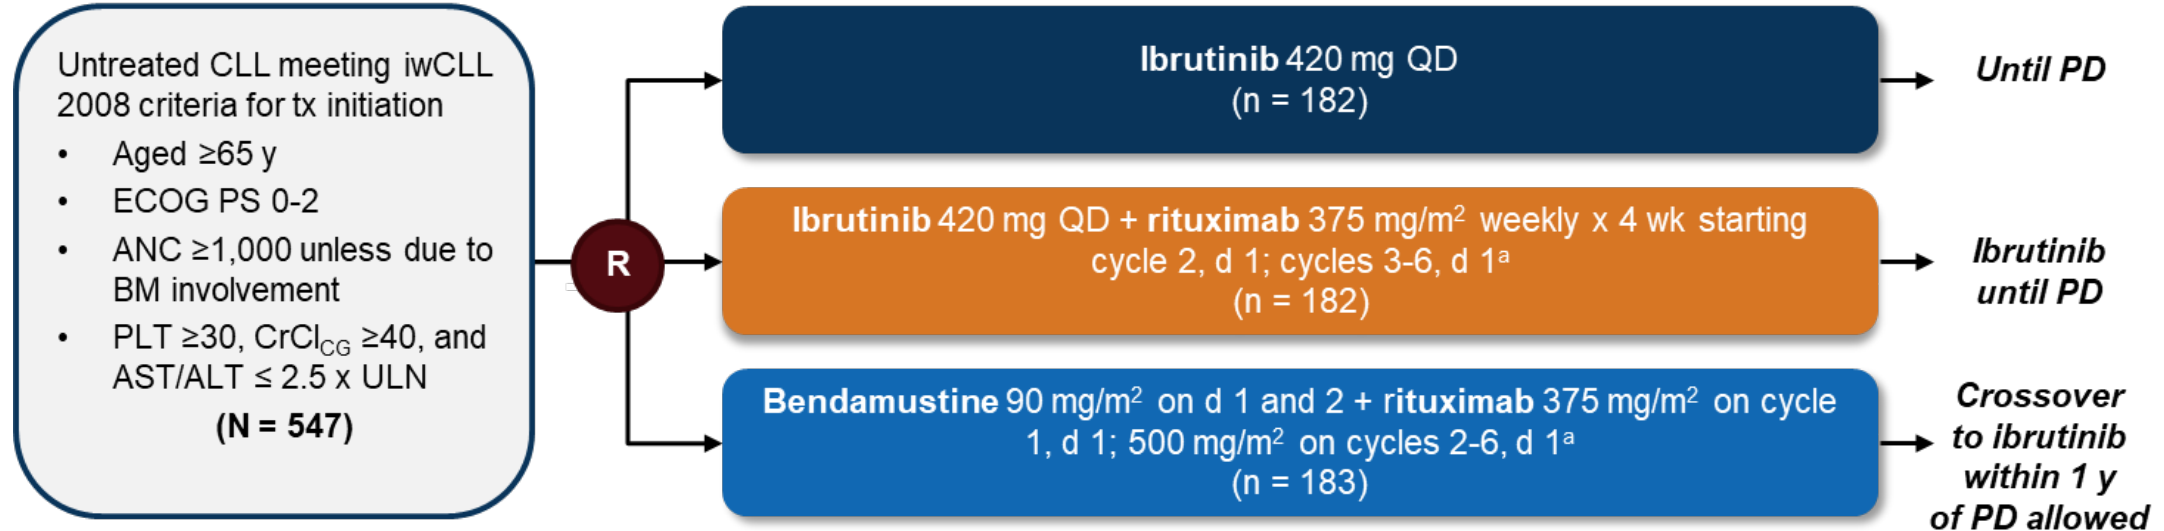 Untreated CLL meeting iwCLL
2008 criteria for tx initiation
• Aged ≥65 y
• ECOG PS 0-2
• ANC ≥1,000 unless due to
BM involvement
• PLT ≥30, CrCl_CG ≥40, and
AST/ALT ≤ 2.5 x ULN
(N = 547)
R
Ibrutinib 420 mg QD
(n = 182)
Until PD
Ibrutinib 420 mg QD + rituximab 375 mg/m² weekly x 4 wk starting
cycle 2, d 1; cycles 3-6, d 1ᵃ
(n = 182)
Ibrutinib
until PD
Bendamustine 90 mg/m² on d 1 and 2 + rituximab 375 mg/m² on cycle
1, d 1; 500 mg/m² on cycles 2-6, d 1ᵃ
(n = 183)
Crossover
to ibrutinib
within 1 y
of PD allowed